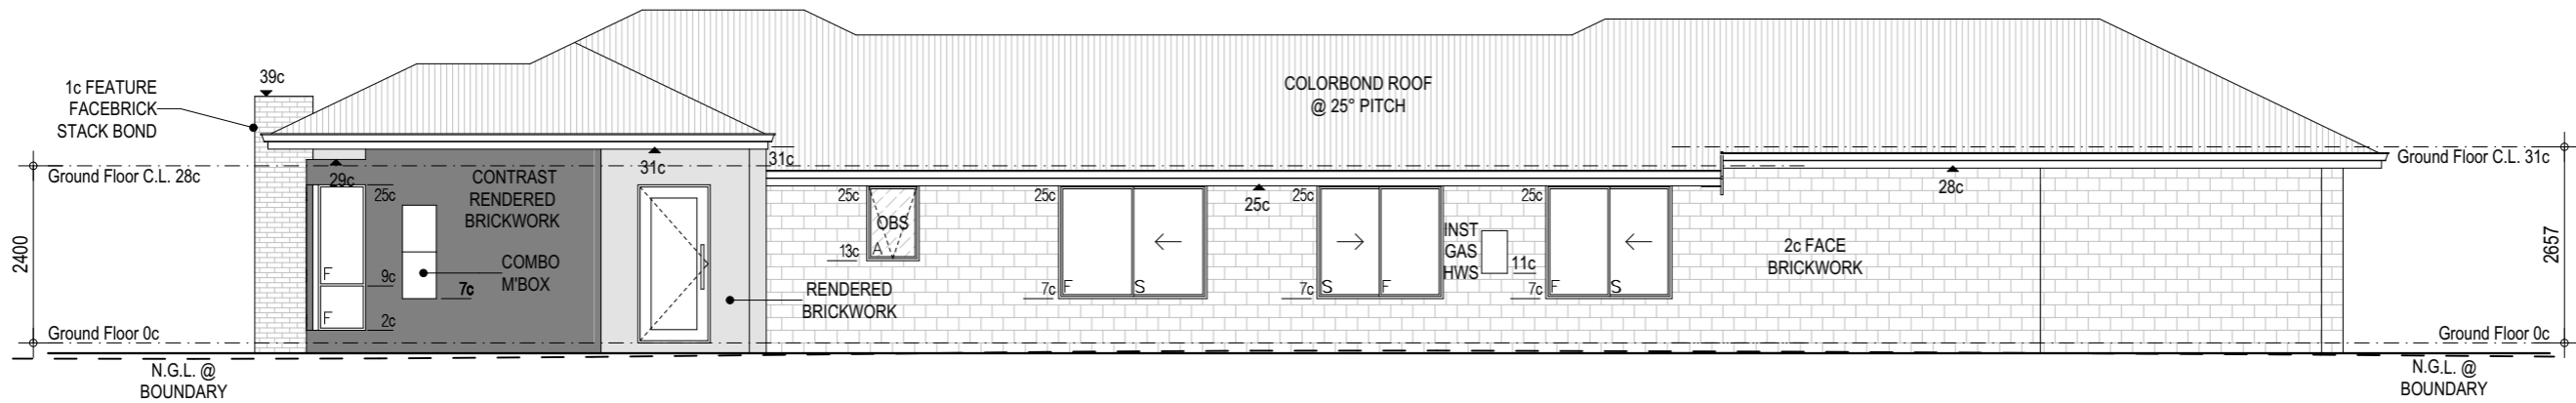 39c
1c FEATURE
FACEBRICK
STACK BOND
COLORBOND ROOF
@ 25° PITCH
2400
Ground Floor C.L. 28c
29c
25c
CONTRAST
RENDERED
BRICKWORK
31c
31c
25c
OBS
A
13c
25c
25c
25c
25c
28c
Ground Floor C.L. 31c
2657
F
9c
F
2c
COMBO
M'BOX
7c
RENDERED
BRICKWORK
7c
F
S
7c
S
F
INST
GAS
HWS
11c
7c
F
S
2c FACE
BRICKWORK
Ground Floor 0c
Ground Floor 0c
N.G.L. @
BOUNDARY
N.G.L. @
BOUNDARY